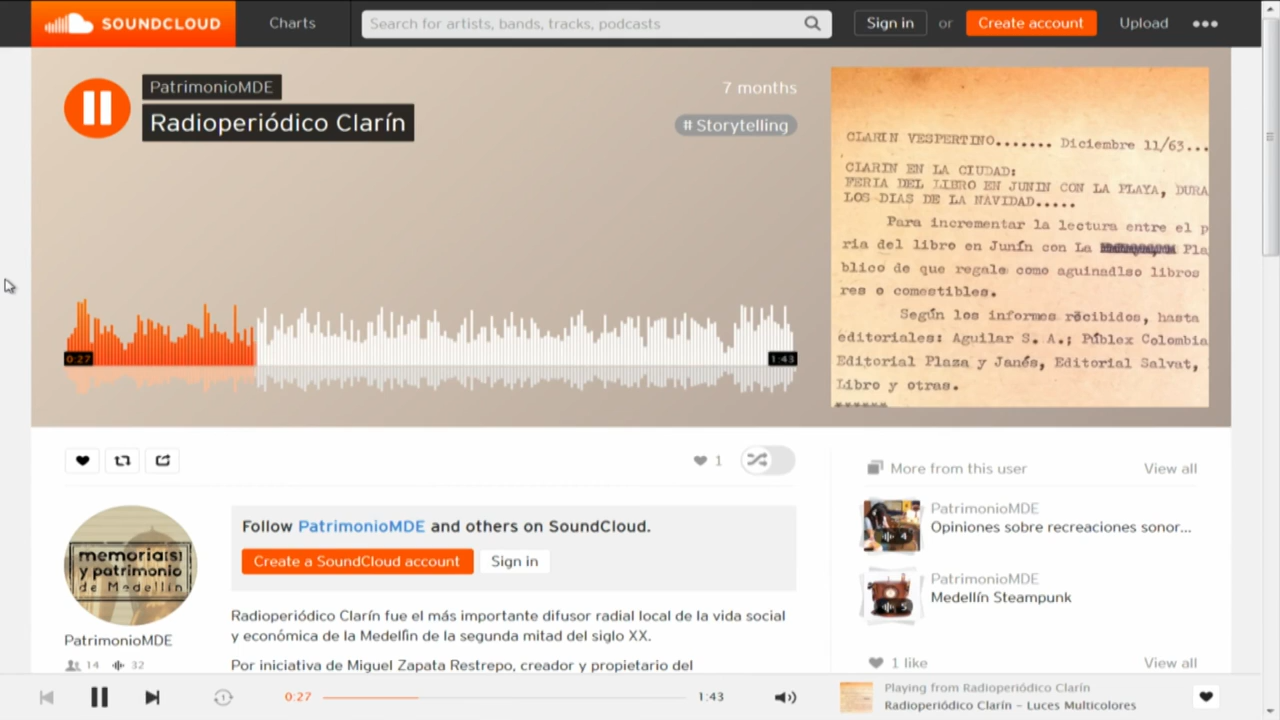 SOUNDCLOUD
Charts
Search for artists, bands, tracks, podcasts
Sign in or Create account
Upload
PatrimonioMDE
Radioperiódico Clarín
7 months
# Storytelling
0:27
1:43
CLARIN VESPERTINO....... Diciembre 11/63...
CLARIN EN LA CIUDAD:
FERIA DEL LIBRO EN JUNIN CON LA PLAYA, DURA
LOS DIAS DE LA NAVIDAD.....
Para incrementar la lectura entre el p
ria del libro en Junín con La Pla
blico de que regale como aguinadlso libros
res o comestibles.
Según los informes récibidos, hasta
editoriales: Aguilar S. A.; Públox Colombia
Editorial Plaza y Janés, Editorial Salvat,
Libro y otras.
******
1
More from this user
View all
PatrimonioMDE
Opiniones sobre recreaciones sonor...
4
PatrimonioMDE
Medellín Steampunk
5
1 like
View all
memoria(s)
y patrimonio
de Medellín
PatrimonioMDE
14 32
Follow PatrimonioMDE and others on SoundCloud.
Create a SoundCloud account
Sign in
Radioperiódico Clarín fue el más importante difusor radial local de la vida social
y económica de la Medellín de la segunda mitad del siglo XX.
Por iniciativa de Miguel Zapata Restrepo, creador y propietario del
1
0:27
1:43
Playing from Radioperiódico Clarín
Radioperiódico Clarín – Luces Multicolores